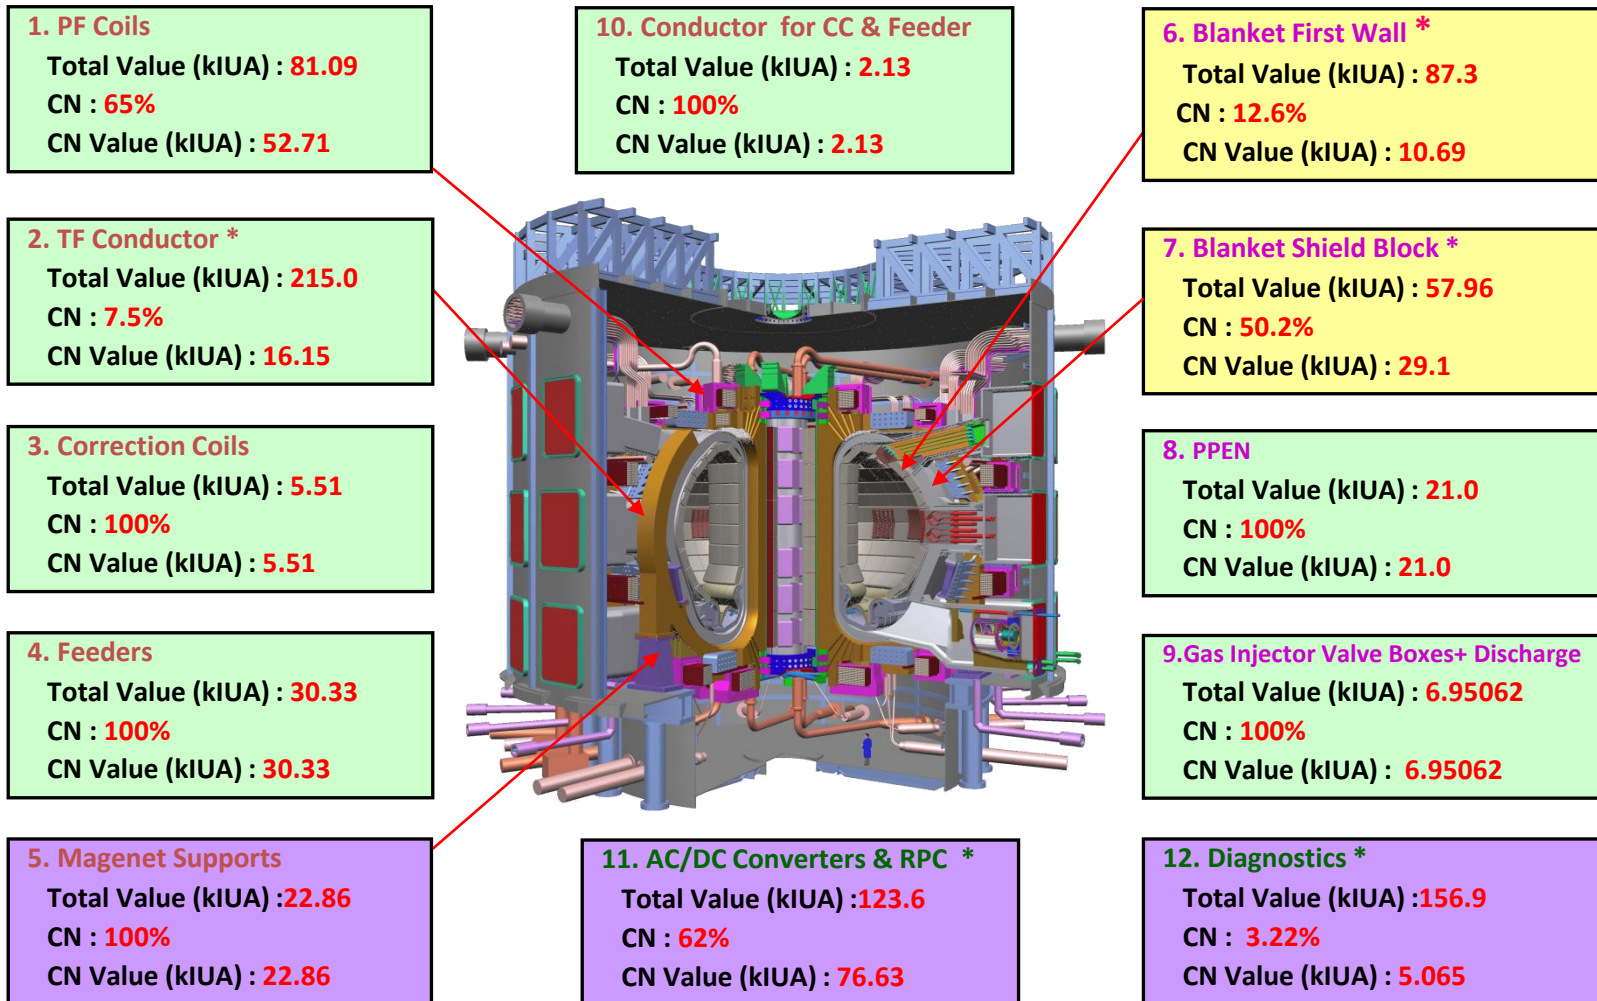 1. PF Coils
Total Value (kIUA) : 81.09
CN : 65%
CN Value (kIUA) : 52.71
2. TF Conductor *
Total Value (kIUA) : 215.0
CN : 7.5%
CN Value (kIUA) : 16.15
3. Correction Coils
Total Value (kIUA) : 5.51
CN : 100%
CN Value (kIUA) : 5.51
4. Feeders
Total Value (kIUA) : 30.33
CN : 100%
CN Value (kIUA) : 30.33
5. Magenet Supports
Total Value (kIUA) :22.86
CN : 100%
CN Value (kIUA) : 22.86
10. Conductor for CC & Feeder
Total Value (kIUA) : 2.13
CN : 100%
CN Value (kIUA) : 2.13
11. AC/DC Converters & RPC *
Total Value (kIUA) :123.6
CN : 62%
CN Value (kIUA) : 76.63
6. Blanket First Wall *
Total Value (kIUA) : 87.3
CN : 12.6%
CN Value (kIUA) : 10.69
7. Blanket Shield Block *
Total Value (kIUA) : 57.96
CN : 50.2%
CN Value (kIUA) : 29.1
8. PPEN
Total Value (kIUA) : 21.0
CN : 100%
CN Value (kIUA) : 21.0
9.Gas Injector Valve Boxes+ Discharge
Total Value (kIUA) : 6.95062
CN : 100%
CN Value (kIUA) : 6.95062
12. Diagnostics *
Total Value (kIUA) :156.9
CN : 3.22%
CN Value (kIUA) : 5.065